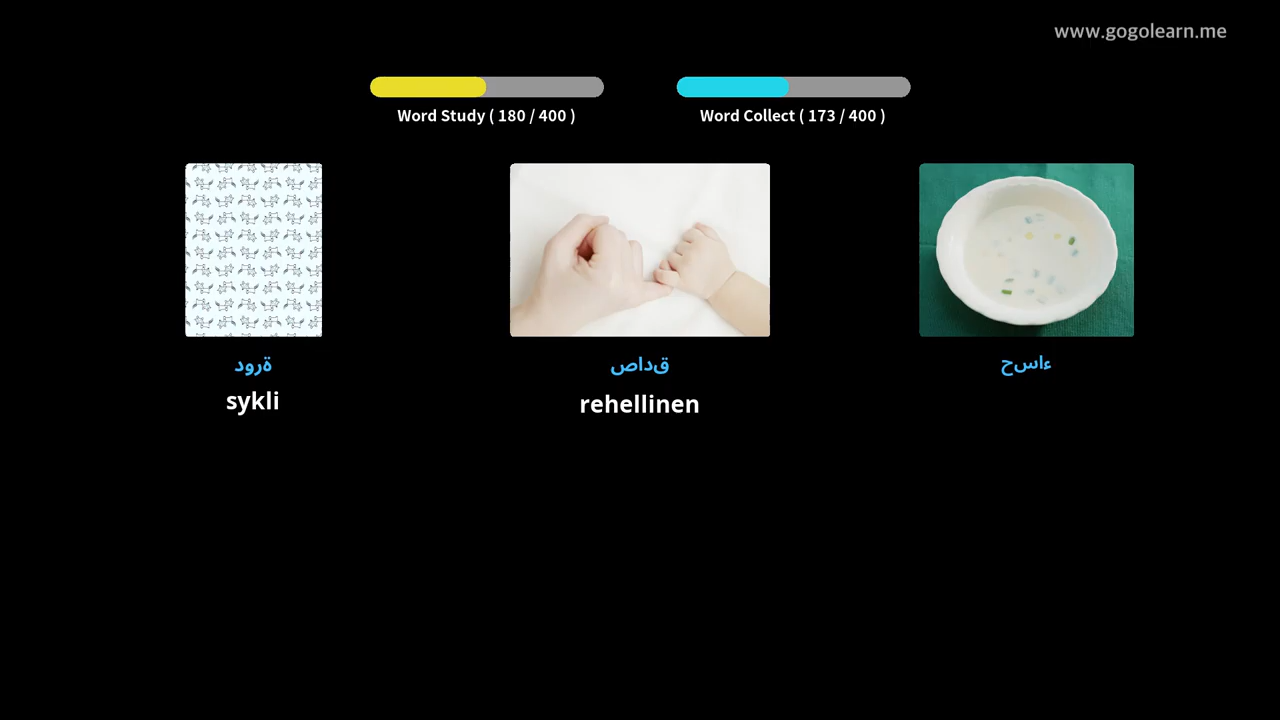 www.gogolearn.me
Word Study ( 180 / 400 )
Word Collect ( 173 / 400 )
ةرود
sykli
قداص
rehellinen
ءاسح